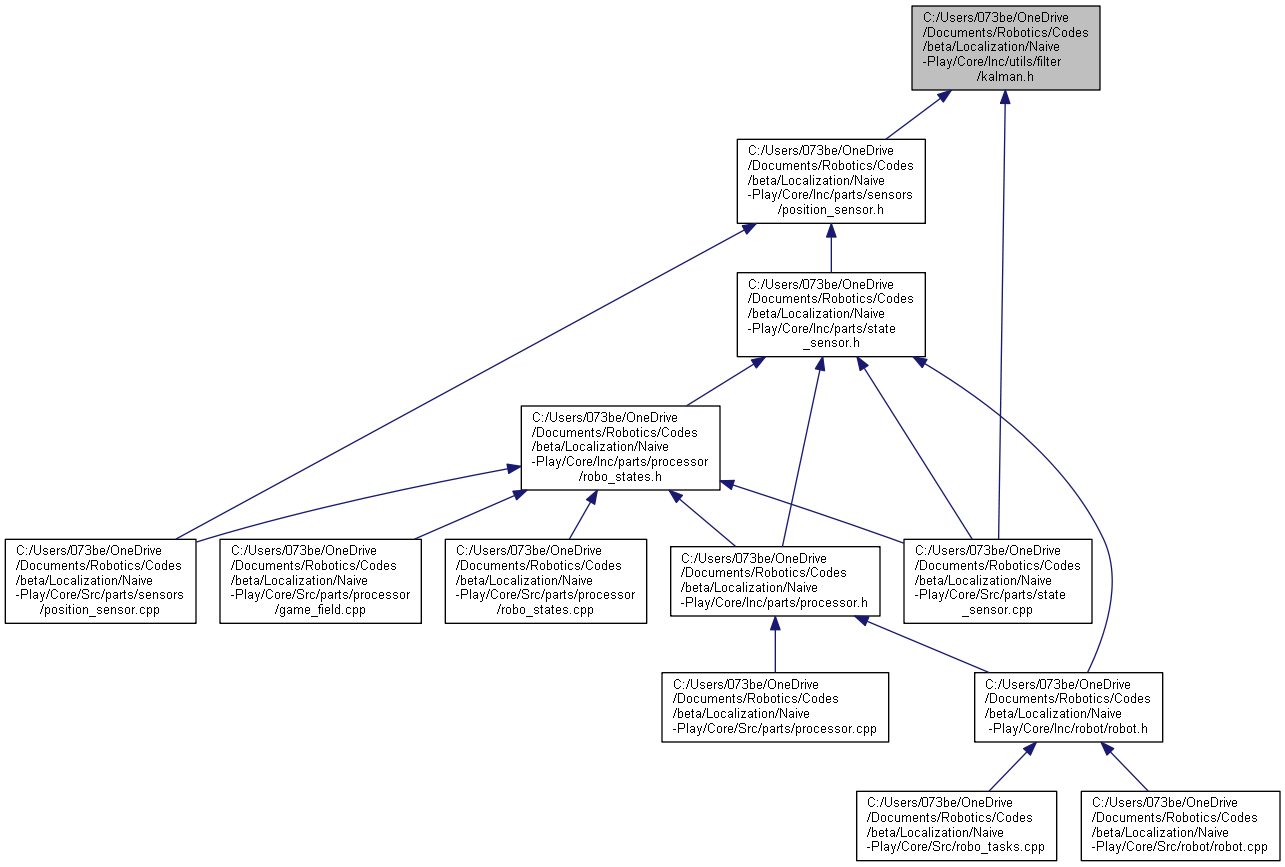 C:/Users/073be/OneDrive
/Documents/Robotics/Codes
/beta/Localization/Naive
-Play/Core/Inc/utils/filter
/kalman.h
C:/Users/073be/OneDrive
/Documents/Robotics/Codes
/beta/Localization/Naive
-Play/Core/Inc/parts/sensors
/position_sensor.h
C:/Users/073be/OneDrive
/Documents/Robotics/Codes
/beta/Localization/Naive
-Play/Core/Inc/parts/state
_sensor.h
C:/Users/073be/OneDrive
/Documents/Robotics/Codes
/beta/Localization/Naive
-Play/Core/Inc/parts/processor
/robo_states.h
C:/Users/073be/OneDrive
/Documents/Robotics/Codes
/beta/Localization/Naive
-Play/Core/Src/parts/sensors
/position_sensor.cpp
C:/Users/073be/OneDrive
/Documents/Robotics/Codes
/beta/Localization/Naive
-Play/Core/Src/parts/processor
/game_field.cpp
C:/Users/073be/OneDrive
/Documents/Robotics/Codes
/beta/Localization/Naive
-Play/Core/Src/parts/processor
/robo_states.cpp
C:/Users/073be/OneDrive
/Documents/Robotics/Codes
/beta/Localization/Naive
-Play/Core/Inc/parts/processor.h
C:/Users/073be/OneDrive
/Documents/Robotics/Codes
/beta/Localization/Naive
-Play/Core/Src/parts/state
_sensor.cpp
C:/Users/073be/OneDrive
/Documents/Robotics/Codes
/beta/Localization/Naive
-Play/Core/Src/parts/processor.cpp
C:/Users/073be/OneDrive
/Documents/Robotics/Codes
/beta/Localization/Naive
-Play/Core/Inc/robot/robot.h
C:/Users/073be/OneDrive
/Documents/Robotics/Codes
/beta/Localization/Naive
-Play/Core/Src/robo_tasks.cpp
C:/Users/073be/OneDrive
/Documents/Robotics/Codes
/beta/Localization/Naive
-Play/Core/Src/robot/robot.cpp